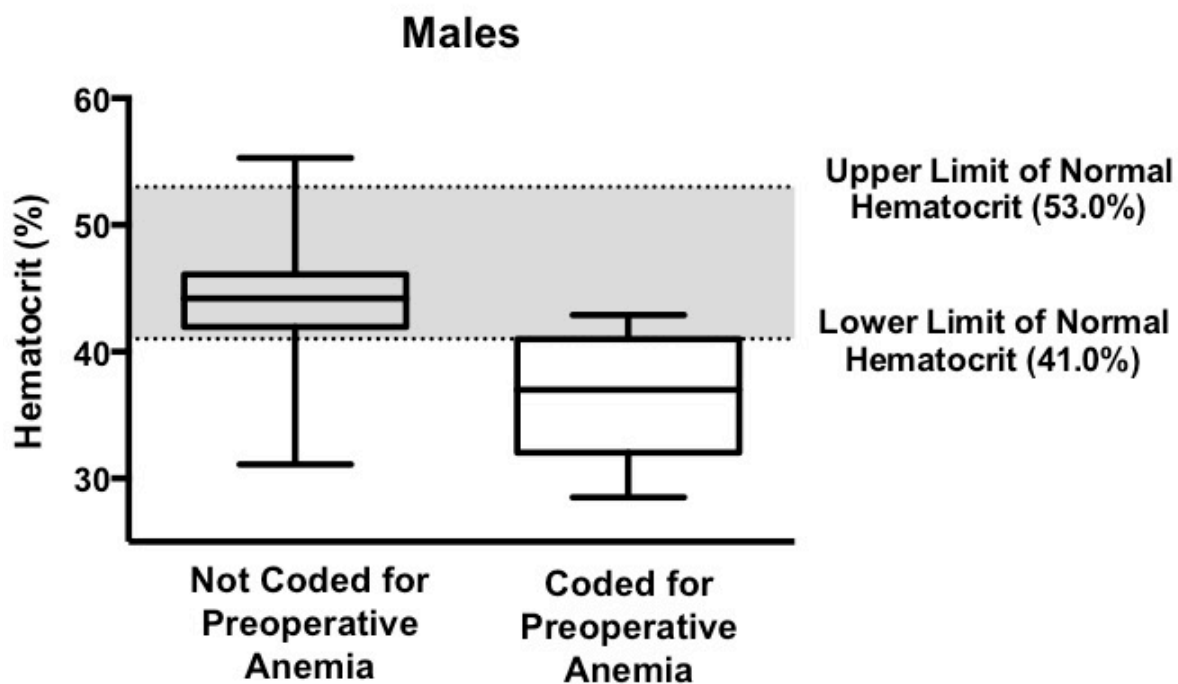 Males
60
50
40
30
Hematocrit (%)
Upper Limit of Normal
Hematocrit (53.0%)
Lower Limit of Normal
Hematocrit (41.0%)
Not Coded for
Preoperative
Anemia
Coded for
Preoperative
Anemia